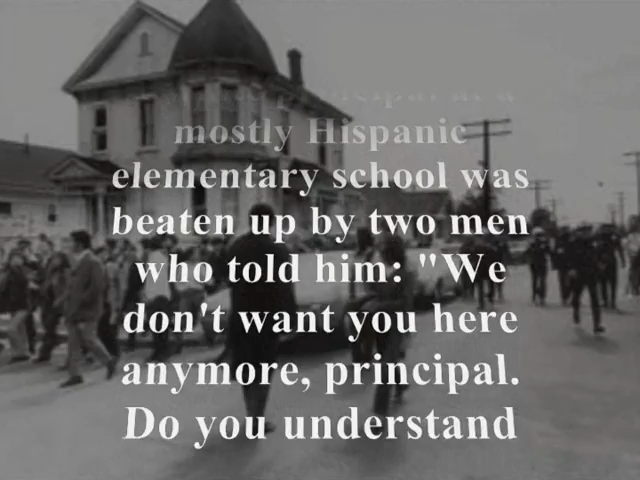 mostly Hispanic
elementary school was
beaten up by two men
who told him: "We
don't want you here
anymore, principal.
Do you understand